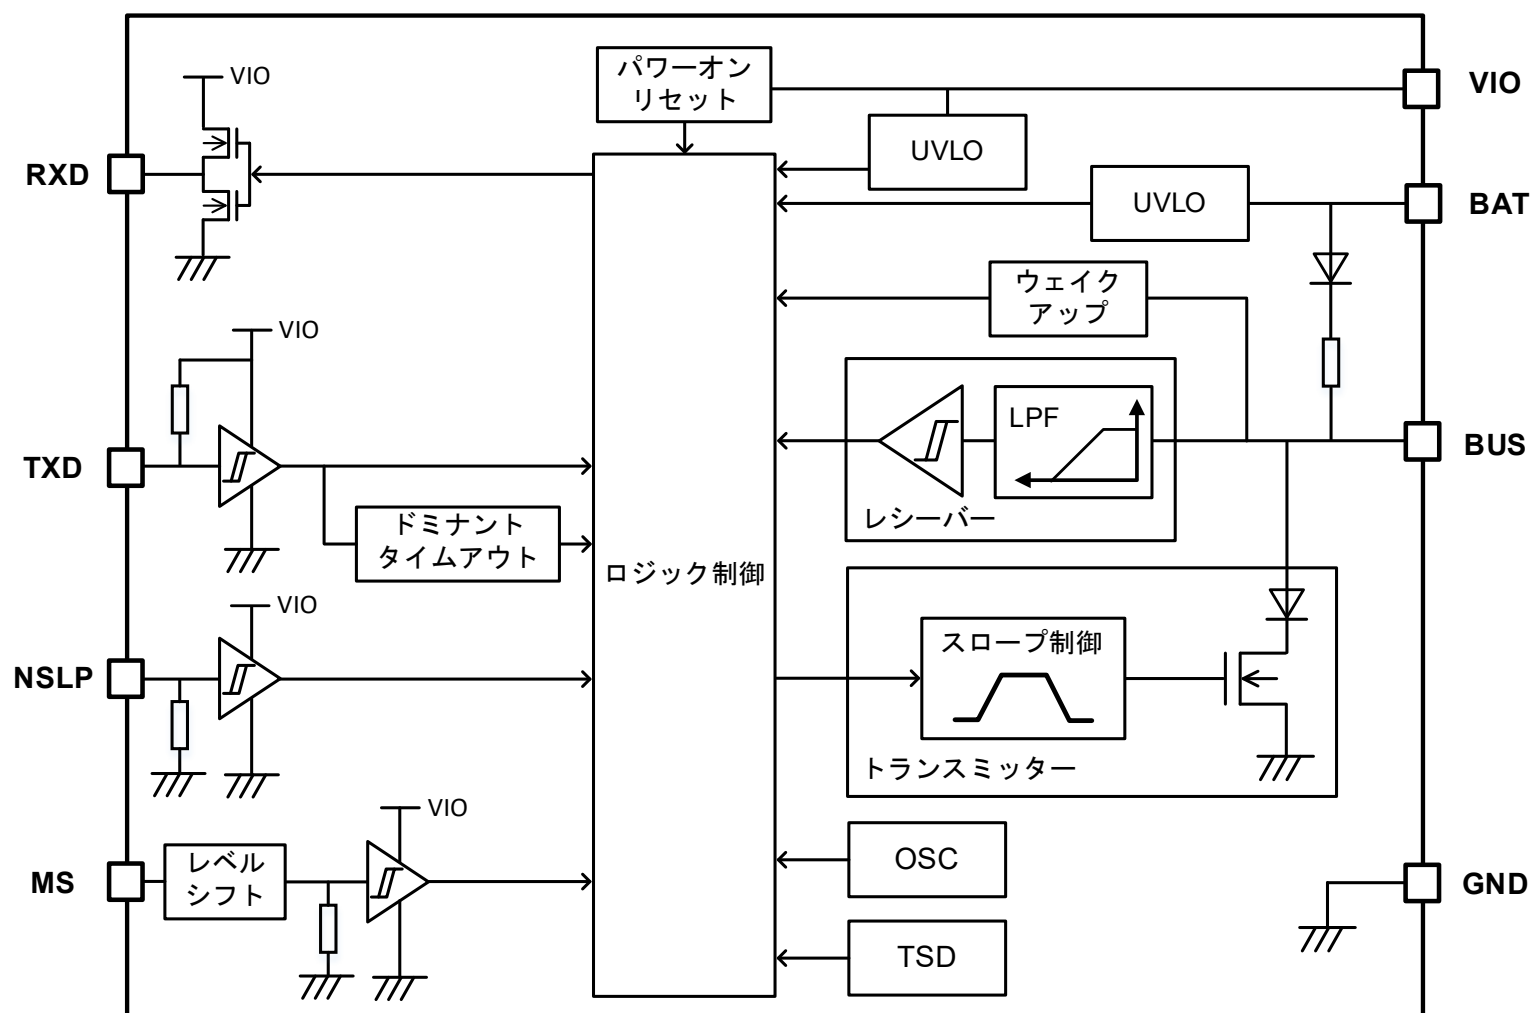 VIO
パワーオン
リセット
VIO
UVLO
RXD
UVLO
BAT
ウェイク
アップ
VIO
LPF
TXD
BUS
レシーバー
ドミナント
タイムアウト
ロジック制御
VIO
スロープ制御
NSLP
トランスミッター
VIO
レベル
シフト
MS
OSC
GND
TSD